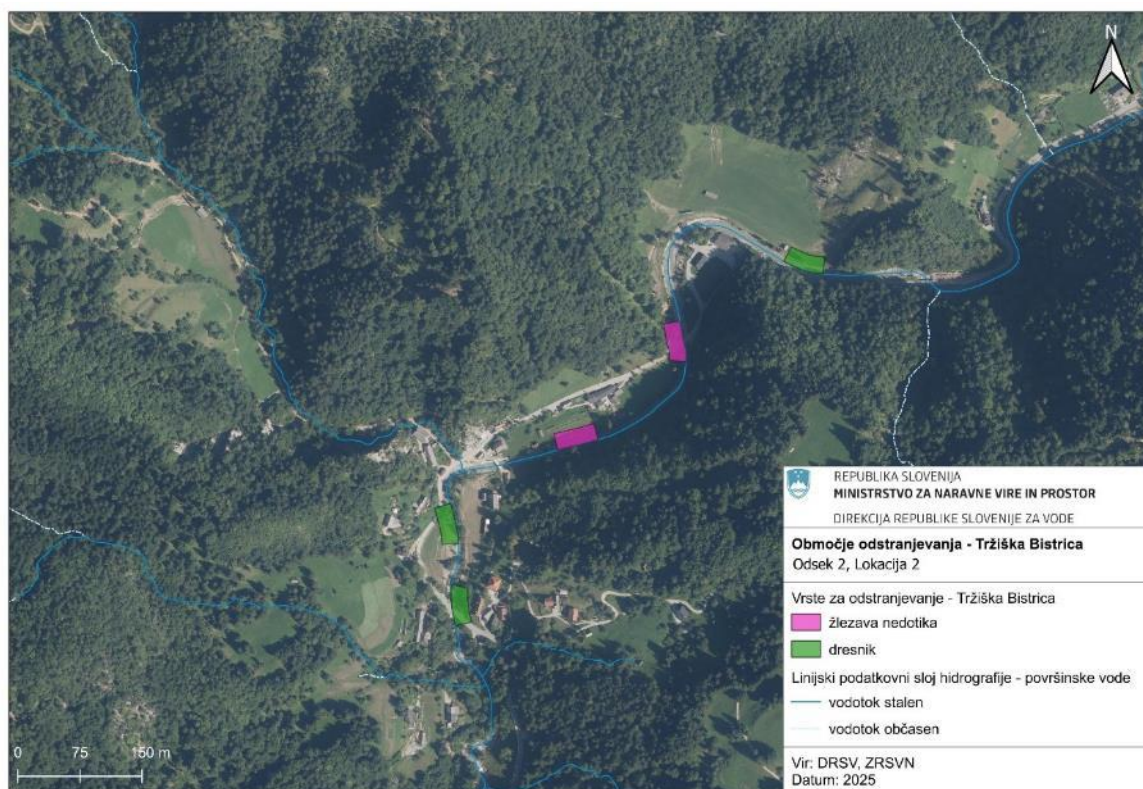 N
REPUBLIKA SLOVENIJA
MINISTRSTVO ZA NARAVNE VIRE IN PROSTOR
DIREKCIJA REPUBLIKE SLOVENIJE ZA VODE
Območje odstranjevanja - Tržiška Bistrica
Odsek 2, Lokacija 2
Vrste za odstranjevanje - Tržiška Bistrica
žlezava nedotika
dresnik
Linijski podatkovni sloj hidrografije - površinske vode
vodotok stalen
vodotok občasen
Vir: DRSV, ZRSVN
Datum: 2025
0 75 150 m